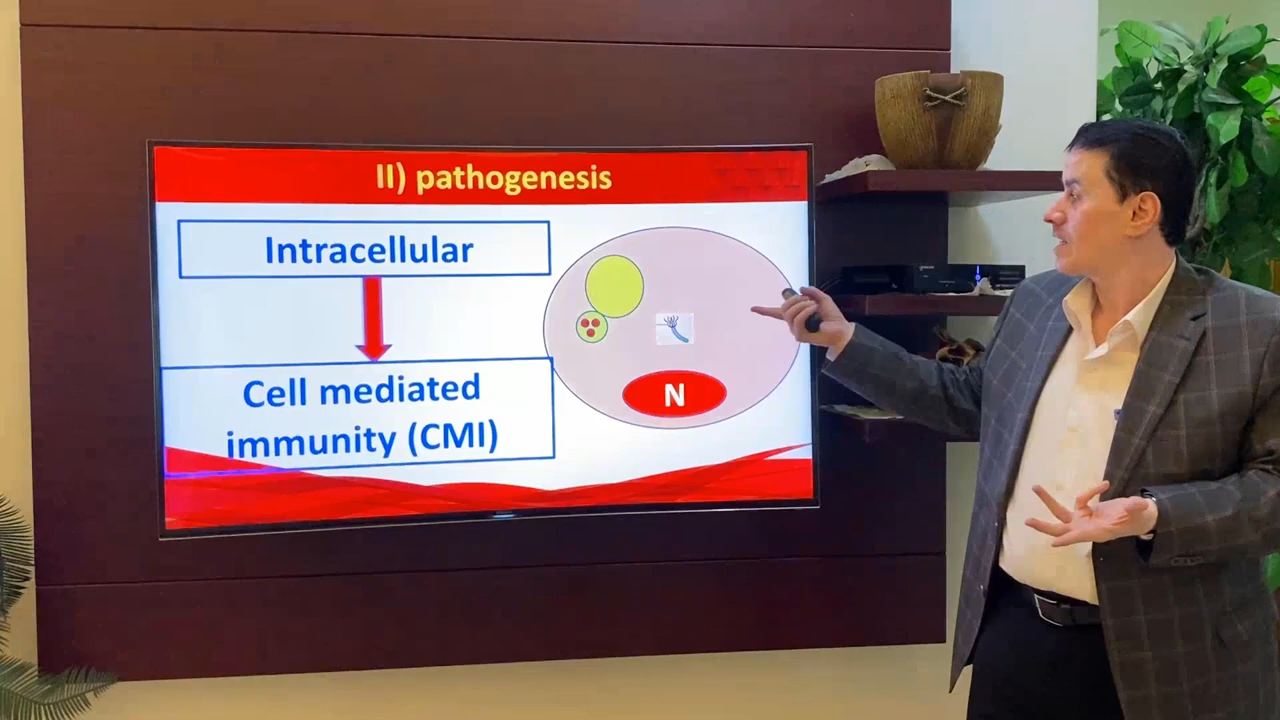 II) pathogenesis
Intracellular
Cell mediated
immunity (CMI)
N